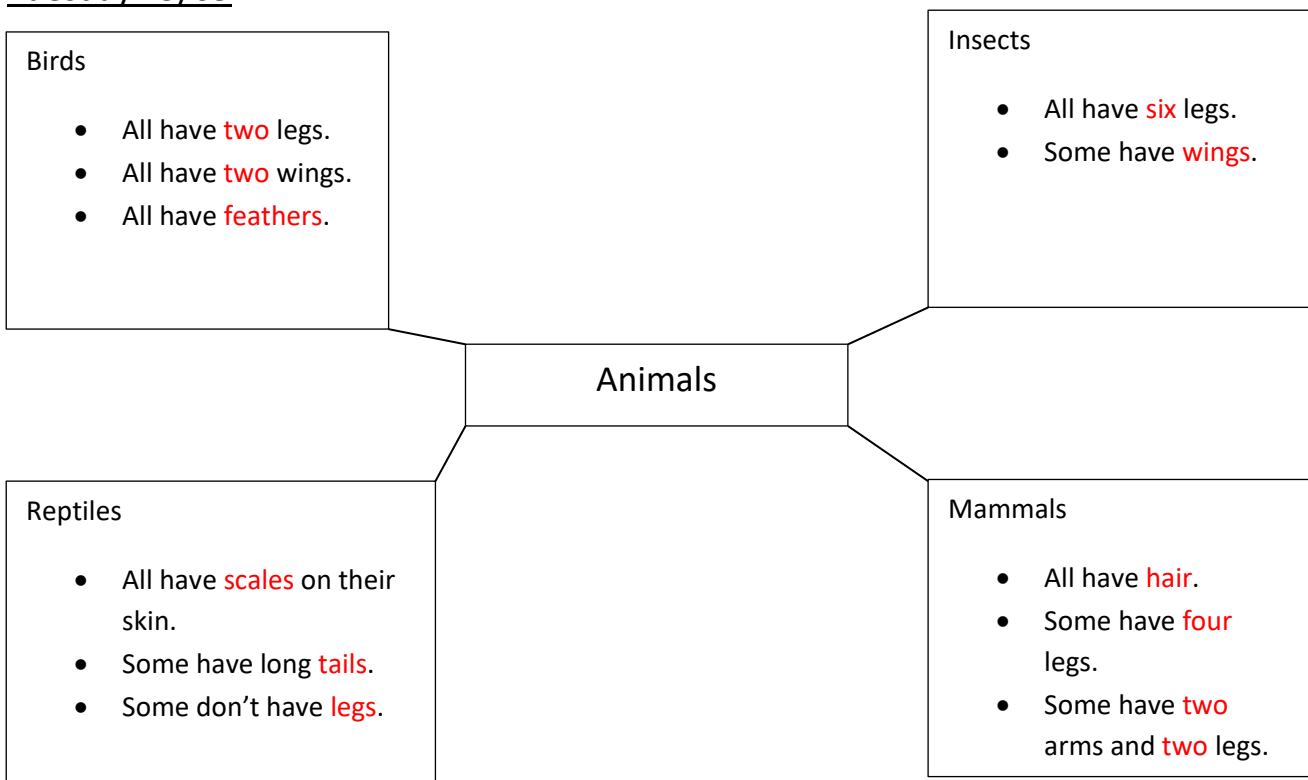 Birds
• All have two legs.
• All have two wings.
• All have feathers.
Insects
• All have six legs.
• Some have wings.
Animals
Reptiles
• All have scales on their
skin.
• Some have long tails.
• Some don’t have legs.
Mammals
• All have hair.
• Some have four
legs.
• Some have two
arms and two legs.